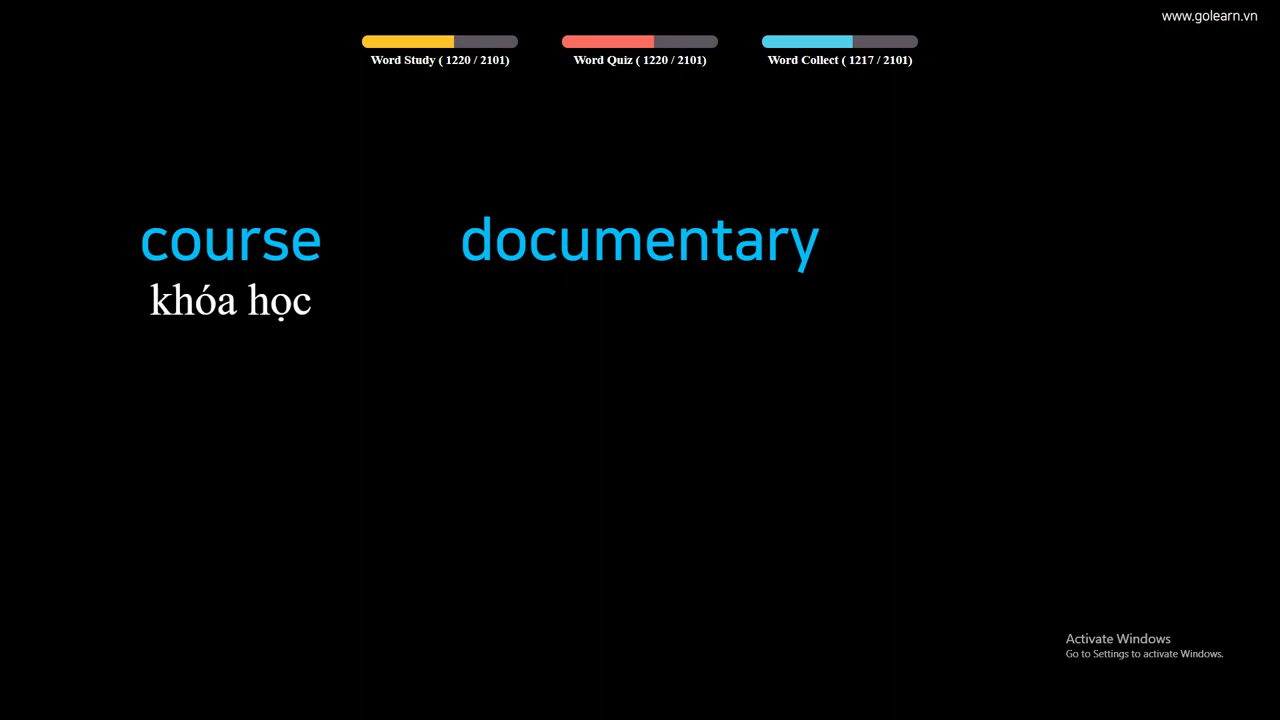 www.golearn.vn
Word Study ( 1220 / 2101)
Word Quiz ( 1220 / 2101)
Word Collect ( 1217 / 2101)
course
documentary
khóa học
Activate Windows
Go to Settings to activate Windows.